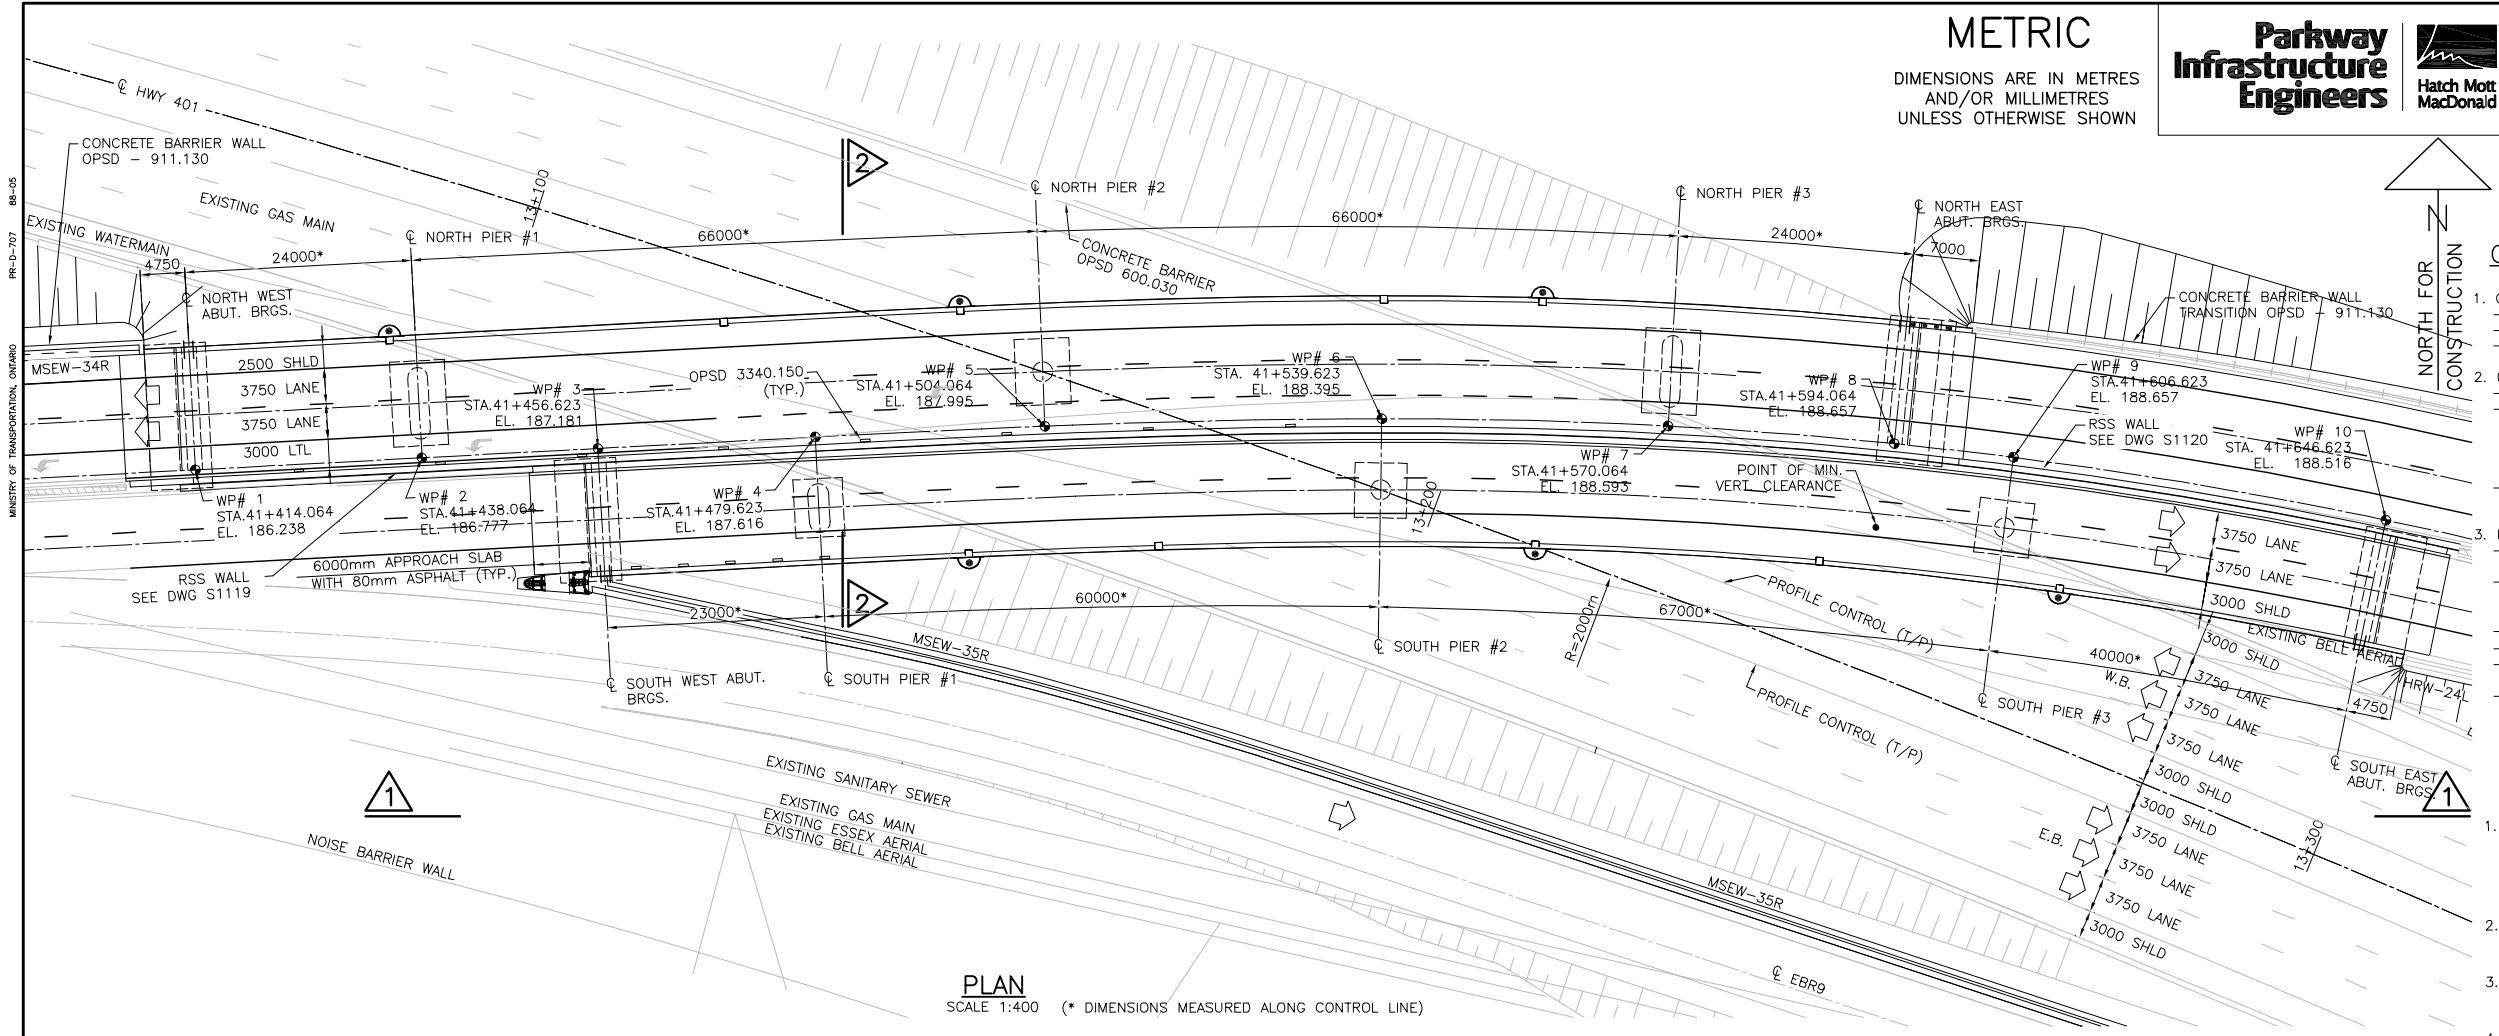 METRIC
DIMENSIONS ARE IN METRES
AND/OR MILLIMETRES
UNLESS OTHERWISE SHOWN
Parkway
Infrastructure
Engineers
Hatch Mott
MacDonald
MINISTRY OF TRANSPORTATION, ONTARIO
PR-D-707
88-05
℄ HWY 401
CONCRETE BARRIER WALL
OPSD - 911.130
EXISTING GAS MAIN
EXISTING WATERMAIN
13+100
2
℄ NORTH PIER #1
℄ NORTH PIER #2
℄ NORTH PIER #3
℄ NORTH EAST
ABUT. BRGS.
4750
24000*
66000*
66000*
24000*
7000
℄ NORTH WEST
ABUT. BRGS.
CONCRETE BARRIER
OPSD 600.030
CONCRETE BARRIER WALL
TRANSITION OPSD - 911.130
N
NORTH FOR
CONSTRUCTION
1.
2.
3.
MSEW-34R
2500 SHLD
3750 LANE
3750 LANE
3000 LTL
WP# 3
STA.41+456.623
EL. 187.181
OPSD 3340.150
(TYP.)
WP# 5
STA.41+504.064
EL. 187.995
WP# 6
STA. 41+539.623
EL. 188.395
WP# 8
STA.41+594.064
EL. 188.657
WP# 9
STA.41+606.623
EL. 188.657
RSS WALL
SEE DWG S1120
WP# 10
STA. 41+646.623
EL. 188.516
WP# 1
STA.41+414.064
EL. 186.238
WP# 2
STA.41+438.064
EL. 186.777
WP# 4
STA.41+479.623
EL. 187.616
WP# 7
STA.41+570.064
EL. 188.593
POINT OF MIN.
VERT. CLEARANCE
13+200
RSS WALL
SEE DWG S1119
6000mm APPROACH SLAB
WITH 80mm ASPHALT (TYP.)
2
23000*
60000*
67000*
40000*
4750
MSEW-35R
℄ SOUTH WEST ABUT.
BRGS.
℄ SOUTH PIER #1
℄ SOUTH PIER #2
R=2000m
PROFILE CONTROL (T/P)
PROFILE CONTROL (T/P)
℄ SOUTH PIER #3
℄ SOUTH EAST
ABUT. BRGS.
3750 LANE
3750 LANE
3000 SHLD
EXISTING BELL AERIAL
3000 SHLD
W.B.
3750 LANE
3750 LANE
3750 LANE
3000 SHLD
3000 SHLD
E.B.
3750 LANE
3750 LANE
3750 LANE
3000 SHLD
HRW-24L
13+300
1
1
EXISTING SANITARY SEWER
EXISTING GAS MAIN
EXISTING ESSEX AERIAL
EXISTING BELL AERIAL
NOISE BARRIER WALL
MSEW-35R
℄ EBR9
1.
2.
3.
PLAN
SCALE 1:400 (* DIMENSIONS MEASURED ALONG CONTROL LINE)